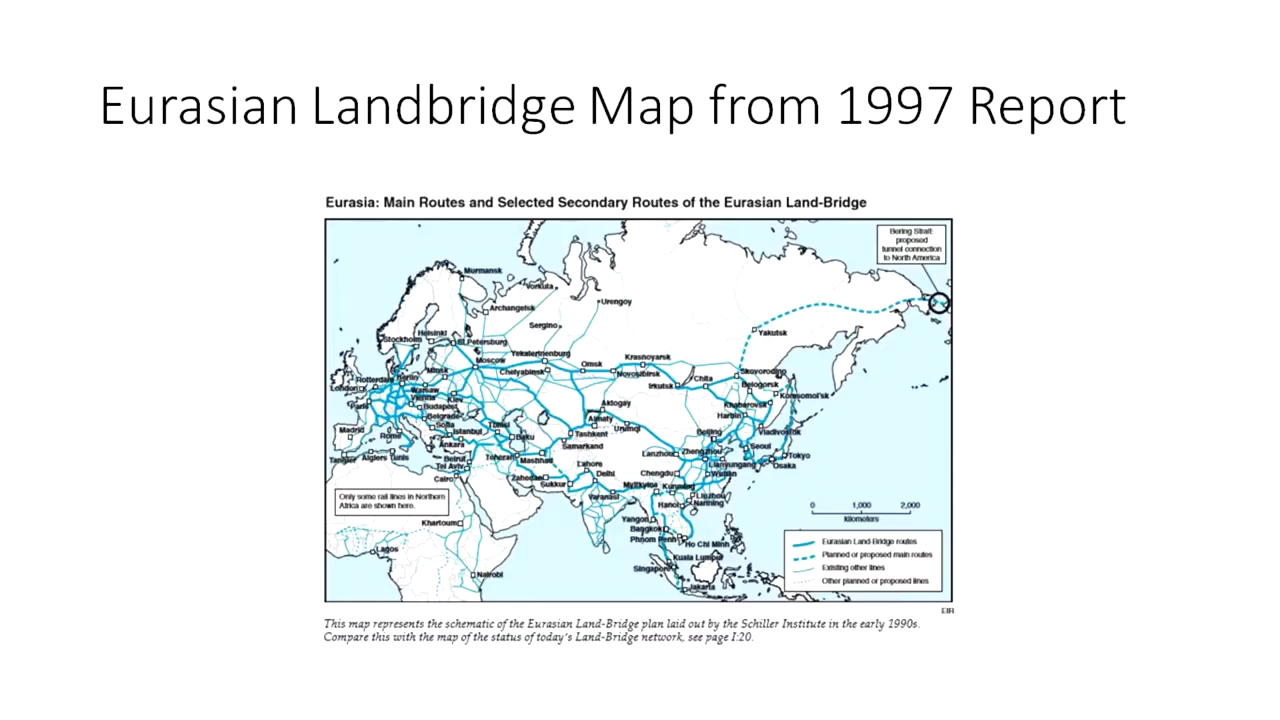 Eurasian Landbridge Map from 1997 Report
Eurasia: Main Routes and Selected Secondary Routes of the Eurasian Land-Bridge
Bering Strait:
proposed
tunnel connection
to North America
Murmansk
Vorkuta
Urengoy
Archangelsk
Sergino
Yakutsk
Helsinki
Stockholm
St.Petersburg
Yekaterinenburg
Moscow
Krasnoyarsk
Omsk
Chelyabinsk
Novosibirsk
Minsk
Skovorodino
Irkutsk
Chita
Rotterdam
Berlin
Belogorsk
London
Warsaw
Komsomol'sk
Vienna
Kiev
Paris
Budapest
Aktogay
Khabarovsk
Belgrade
Harbin
Almaty
Sofia
Tbilisi
Urumqi
Madrid
Istanbul
Tashkent
Beijing
Vladivostok
Rome
Baku
Ankara
Samarkand
Seoul
Tangier
Algiers
Tunis
Beirut
Teheran
Mashhad
Lanzhou
Zhengzhou
Tokyo
Tel Aviv
Lahore
Lianyungang
Osaka
Cairo
Zahedan
Delhi
Chengdu
Wuhan
Sukkur
Myitkyina
Kunming
Varanasi
Liuzhou
Only some rail lines in Northern
Africa are shown here.
Hanoi
Nanning
0 1,000 2,000
kilometers
Khartoum
Yangon
Bangkok
Phnom Penh
Ho Chi Minh
Lagos
Kuala Lumpur
Singapore
Nairobi
Jakarta
Eurasian Land-Bridge routes
Planned or proposed main routes
Existing other lines
Other planned or proposed lines
EIR
This map represents the schematic of the Eurasian Land-Bridge plan laid out by the Schiller Institute in the early 1990s.
Compare this with the map of the status of today's Land-Bridge network, see page I:20.